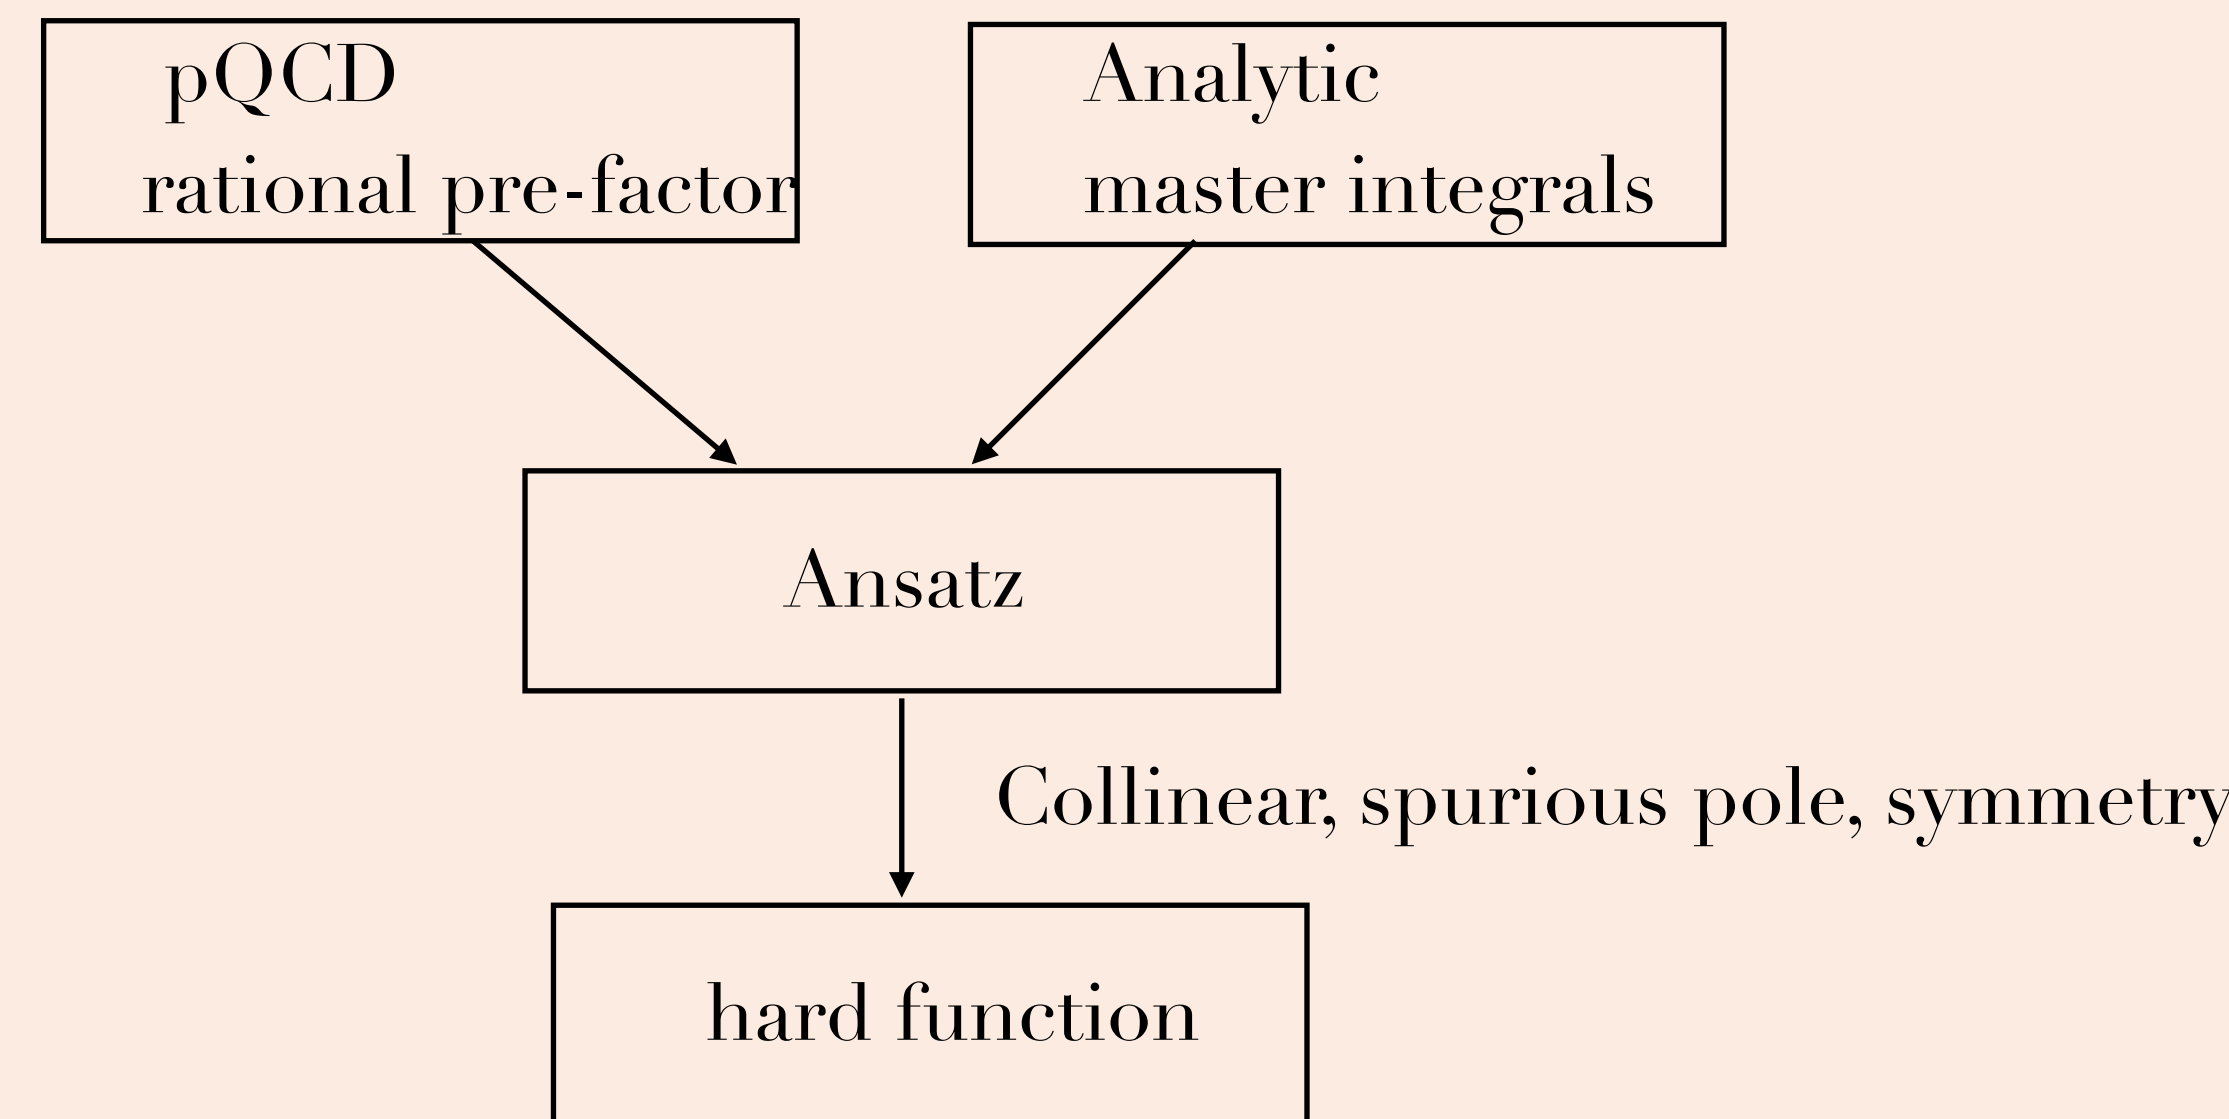 pQCD
rational pre-factor
Analytic
master integrals
Ansatz
Collinear, spurious pole, symmetry
hard function